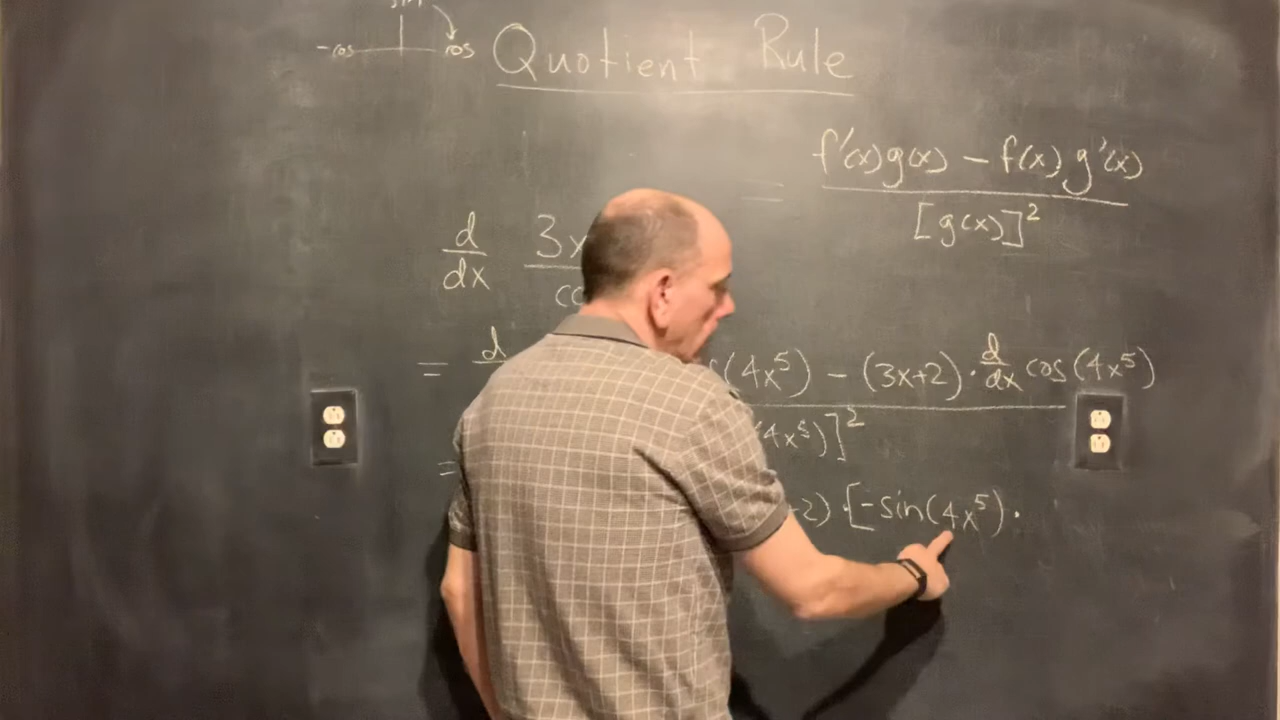 sin
-cos cos
Quotient Rule
= f'(x)g(x) - f(x)g'(x)
[g(x)]²
d 3x
dx co
= d (4x⁵) - (3x+2)· d/dx cos(4x⁵)
(4x⁵)]²
= -2)·[-sin(4x⁵)·